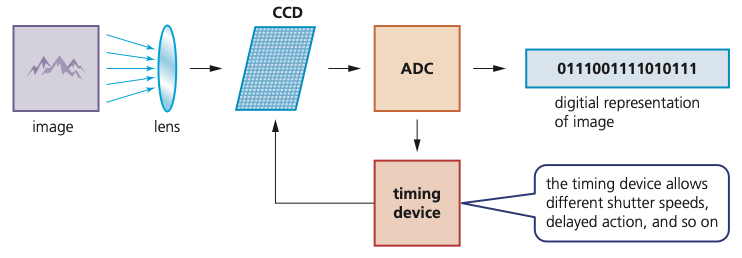 CCD
ADC
0111001111010111
image
lens
digitial representation
of image
timing
device
the timing device allows
different shutter speeds,
delayed action, and so on